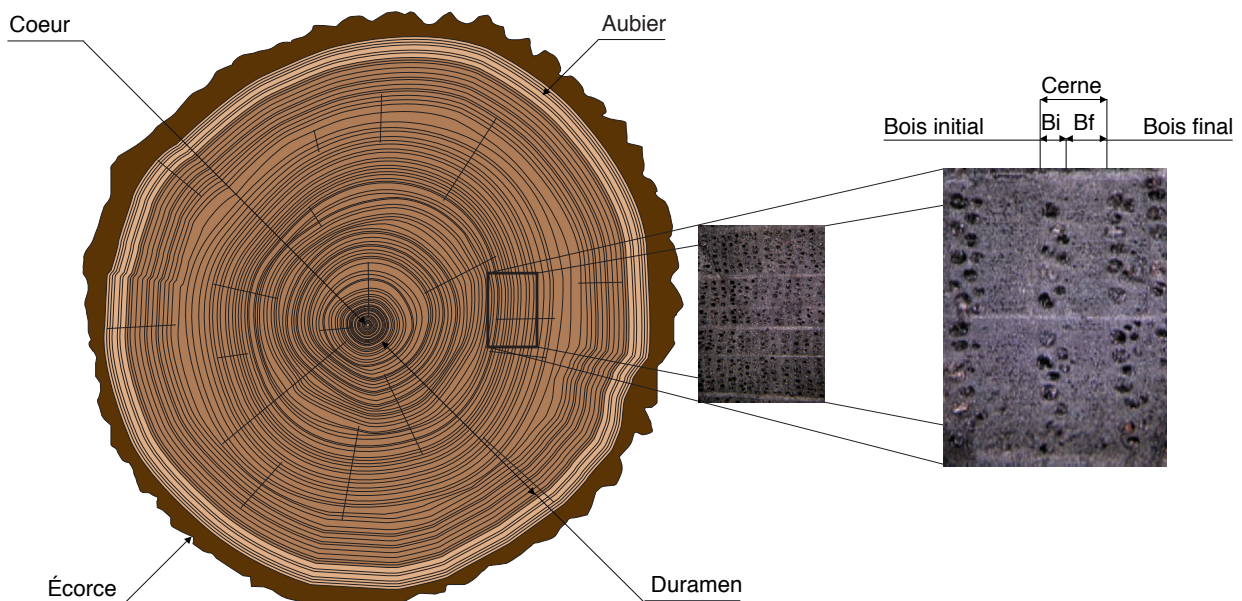 Coeur
Aubier
Cerne
Bois initial
Bi
Bf
Bois final
Écorce
Duramen